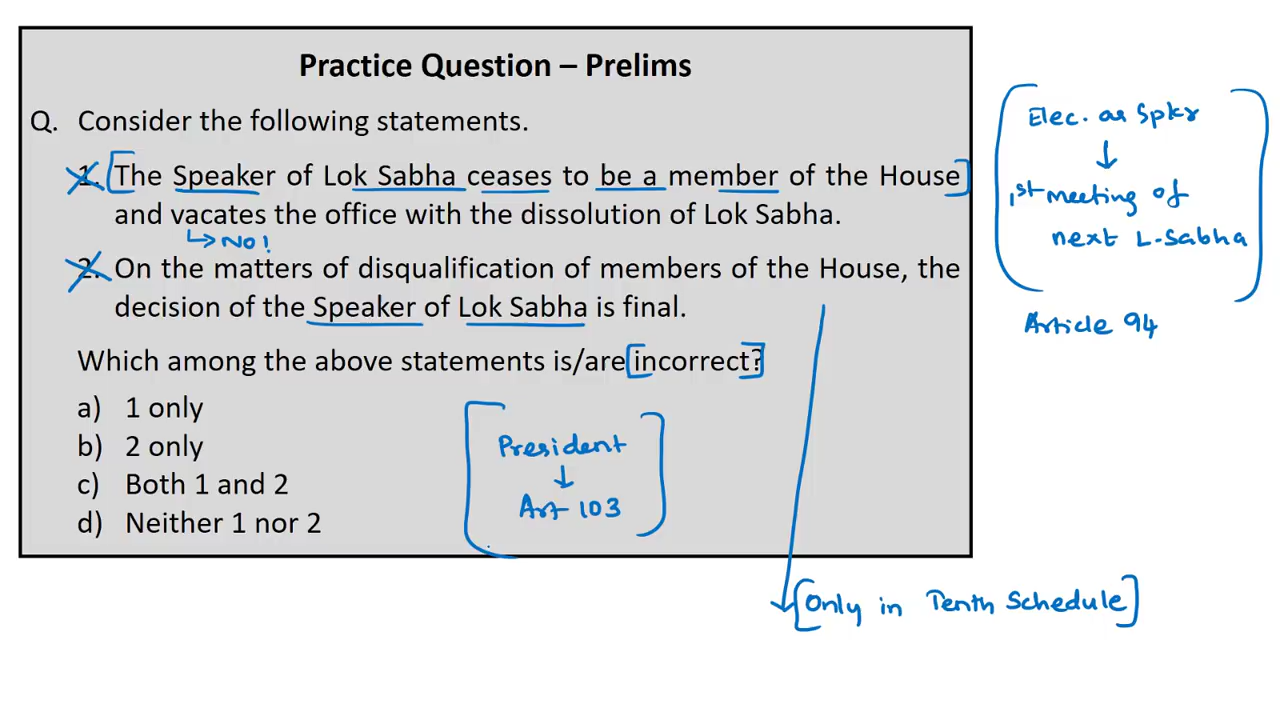 Practice Question – Prelims
Q. Consider the following statements.
1. The Speaker of Lok Sabha ceases to be a member of the House
and vacates the office with the dissolution of Lok Sabha.
↳ No!
2. On the matters of disqualification of members of the House, the
decision of the Speaker of Lok Sabha is final.
Which among the above statements is/are [incorrect?]
a) 1 only
b) 2 only
c) Both 1 and 2
d) Neither 1 nor 2
President
↓
Art 103
Elec. as Spkr
↓
1st meeting of
next L.Sabha
Article 94
[Only in Tenth Schedule]